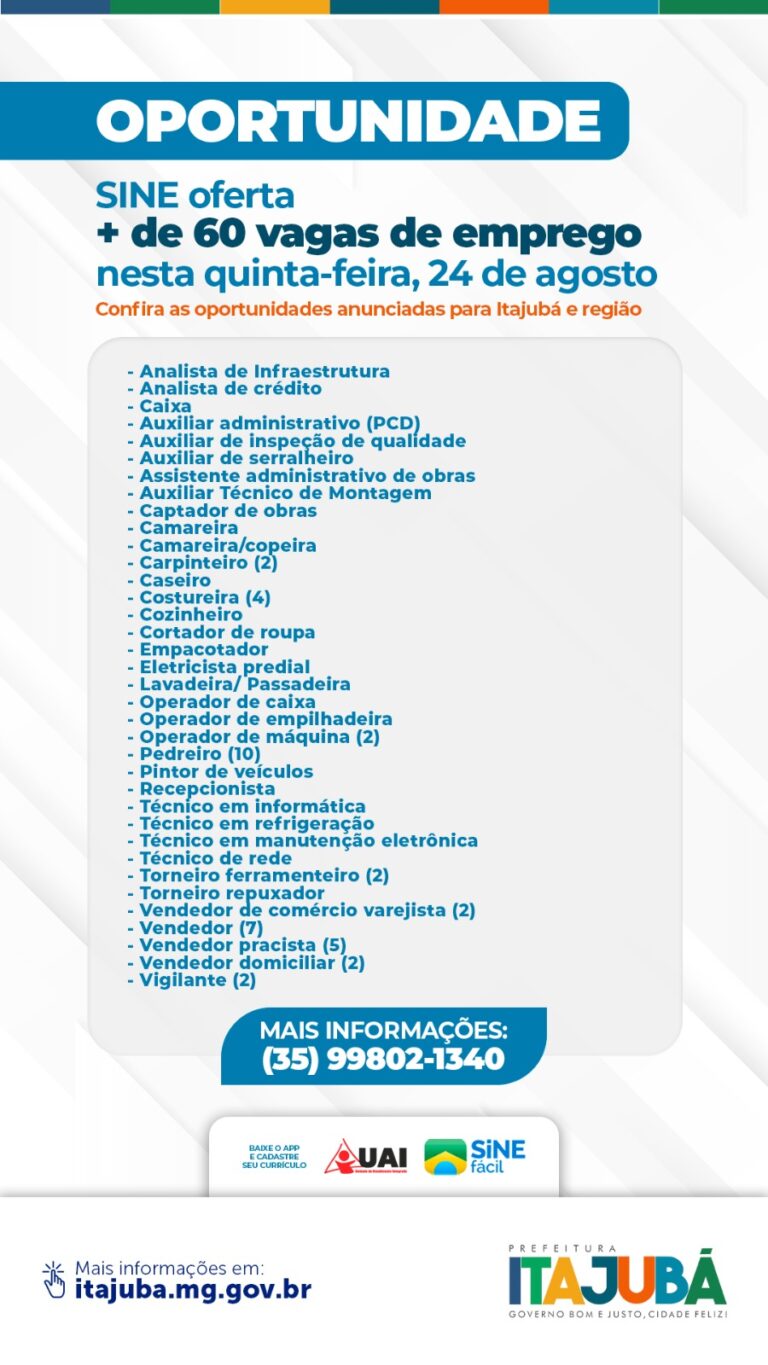 OPORTUNIDADE
SINE oferta
+ de 60 vagas de emprego
nesta quinta-feira, 24 de agosto
Confira as oportunidades anunciadas para Itajubá e região
- Analista de Infraestrutura
- Analista de crédito
- Caixa
- Auxiliar administrativo (PCD)
- Auxiliar de inspeção de qualidade
- Auxiliar de serralheiro
- Assistente administrativo de obras
- Auxiliar Técnico de Montagem
- Captador de obras
- Camareira
- Camareira/copeira
- Carpinteiro (2)
- Caseiro
- Costureira (4)
- Cozinheiro
- Cortador de roupa
- Empacotador
- Eletricista predial
- Lavadeira/ Passadeira
- Operador de caixa
- Operador de empilhadeira
- Operador de máquina (2)
- Pedreiro (10)
- Pintor de veículos
- Recepcionista
- Técnico em informática
- Técnico em refrigeração
- Técnico em manutenção eletrônica
- Técnico de rede
- Torneiro ferramenteiro (2)
- Torneiro repuxador
- Vendedor de comércio varejista (2)
- Vendedor (7)
- Vendedor pracista (5)
- Vendedor domiciliar (2)
- Vigilante (2)
MAIS INFORMAÇÕES:
(35) 99802-1340
BAIXE O APP
E CADASTRE
SEU CURRÍCULO
UAI
Unidade de Atendimento Integrado
SiNE
fácil
Mais informações em:
itajuba.mg.gov.br
PREFEITURA
ITAJUBÁ
GOVERNO BOM E JUSTO, CIDADE FELIZ!